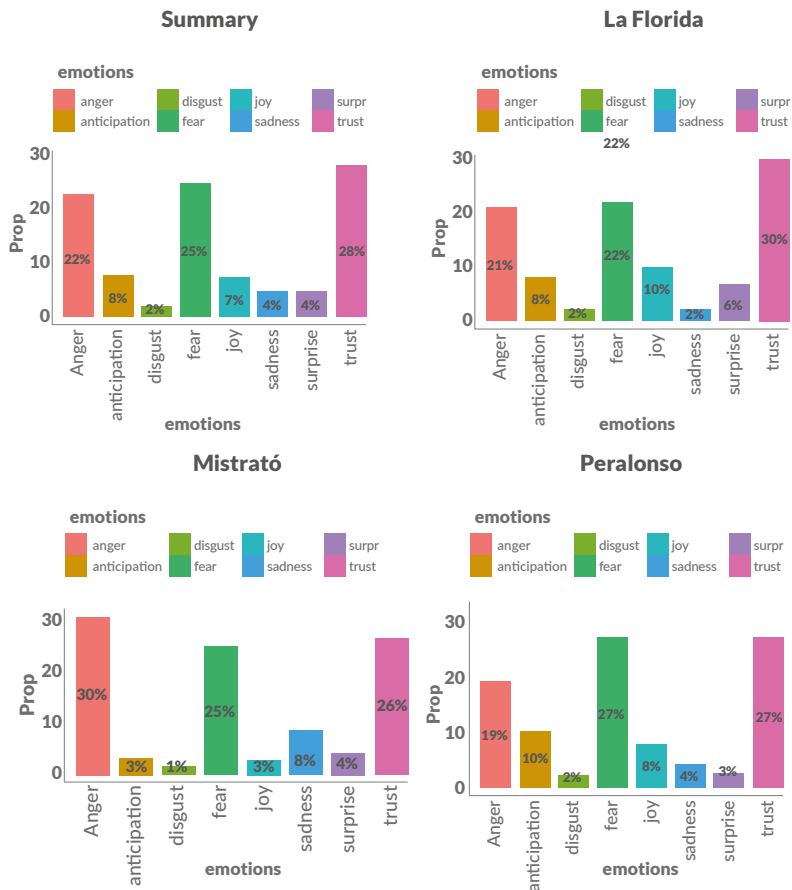 Summary
emotions
anger disgust joy surpr
anticipation fear sadness trust
30
20
10
0
Prop
22% 8% 2% 25% 7% 4% 4% 28%
Anger anticipation disgust fear joy sadness surprise trust
emotions
La Florida
emotions
anger disgust joy surpr
anticipation fear sadness trust
22%
30
20
10
0
Prop
21% 8% 2% 22% 10% 2% 6% 30%
Anger anticipation disgust fear joy sadness surprise trust
emotions
Mistrató
emotions
anger disgust joy surpr
anticipation fear sadness trust
30
20
10
0
Prop
30% 3% 1% 25% 3% 8% 4% 26%
Anger anticipation disgust fear joy sadness surprise trust
emotions
Peralonso
emotions
anger disgust joy surpr
anticipation fear sadness trust
30
20
10
0
Prop
19% 10% 2% 27% 8% 4% 3% 27%
Anger anticipation disgust fear joy sadness surprise trust
emotions